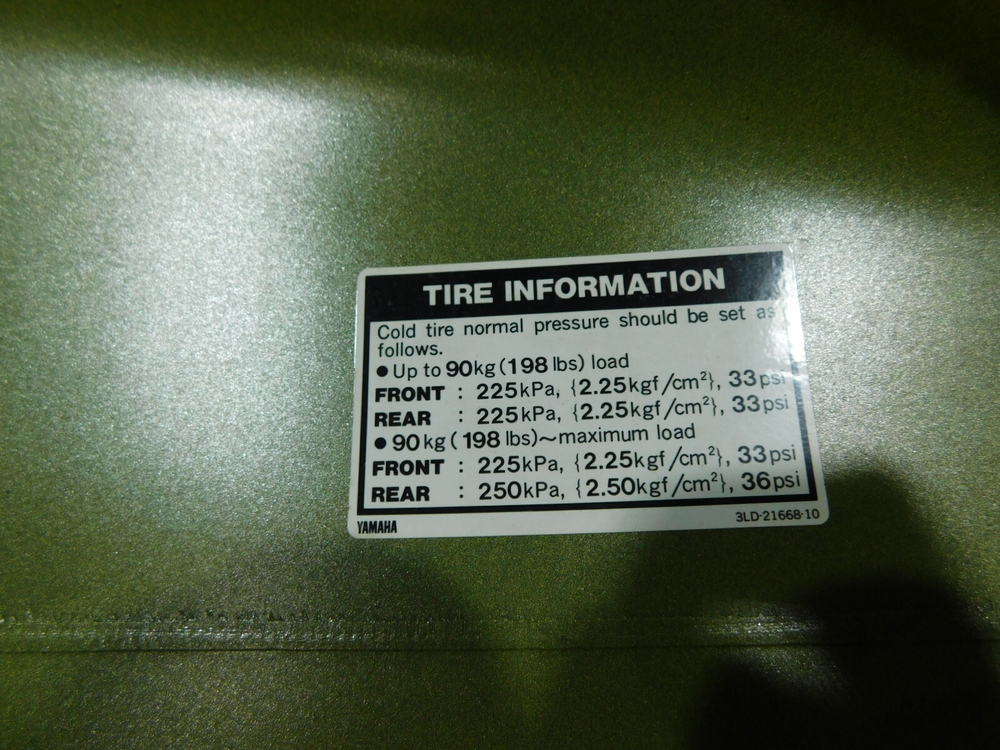 TIRE INFORMATION
Cold tire normal pressure should be set as
follows.
● Up to 90kg (198 lbs) load
FRONT : 225kPa, {2.25kgf/cm²}, 33psi
REAR : 225kPa, {2.25kgf/cm²}, 33psi
● 90kg (198 lbs)~maximum load
FRONT : 225kPa, {2.25kgf/cm²}, 33psi
REAR : 250kPa, {2.50kgf/cm²}, 36psi
YAMAHA 3LD-21668-10